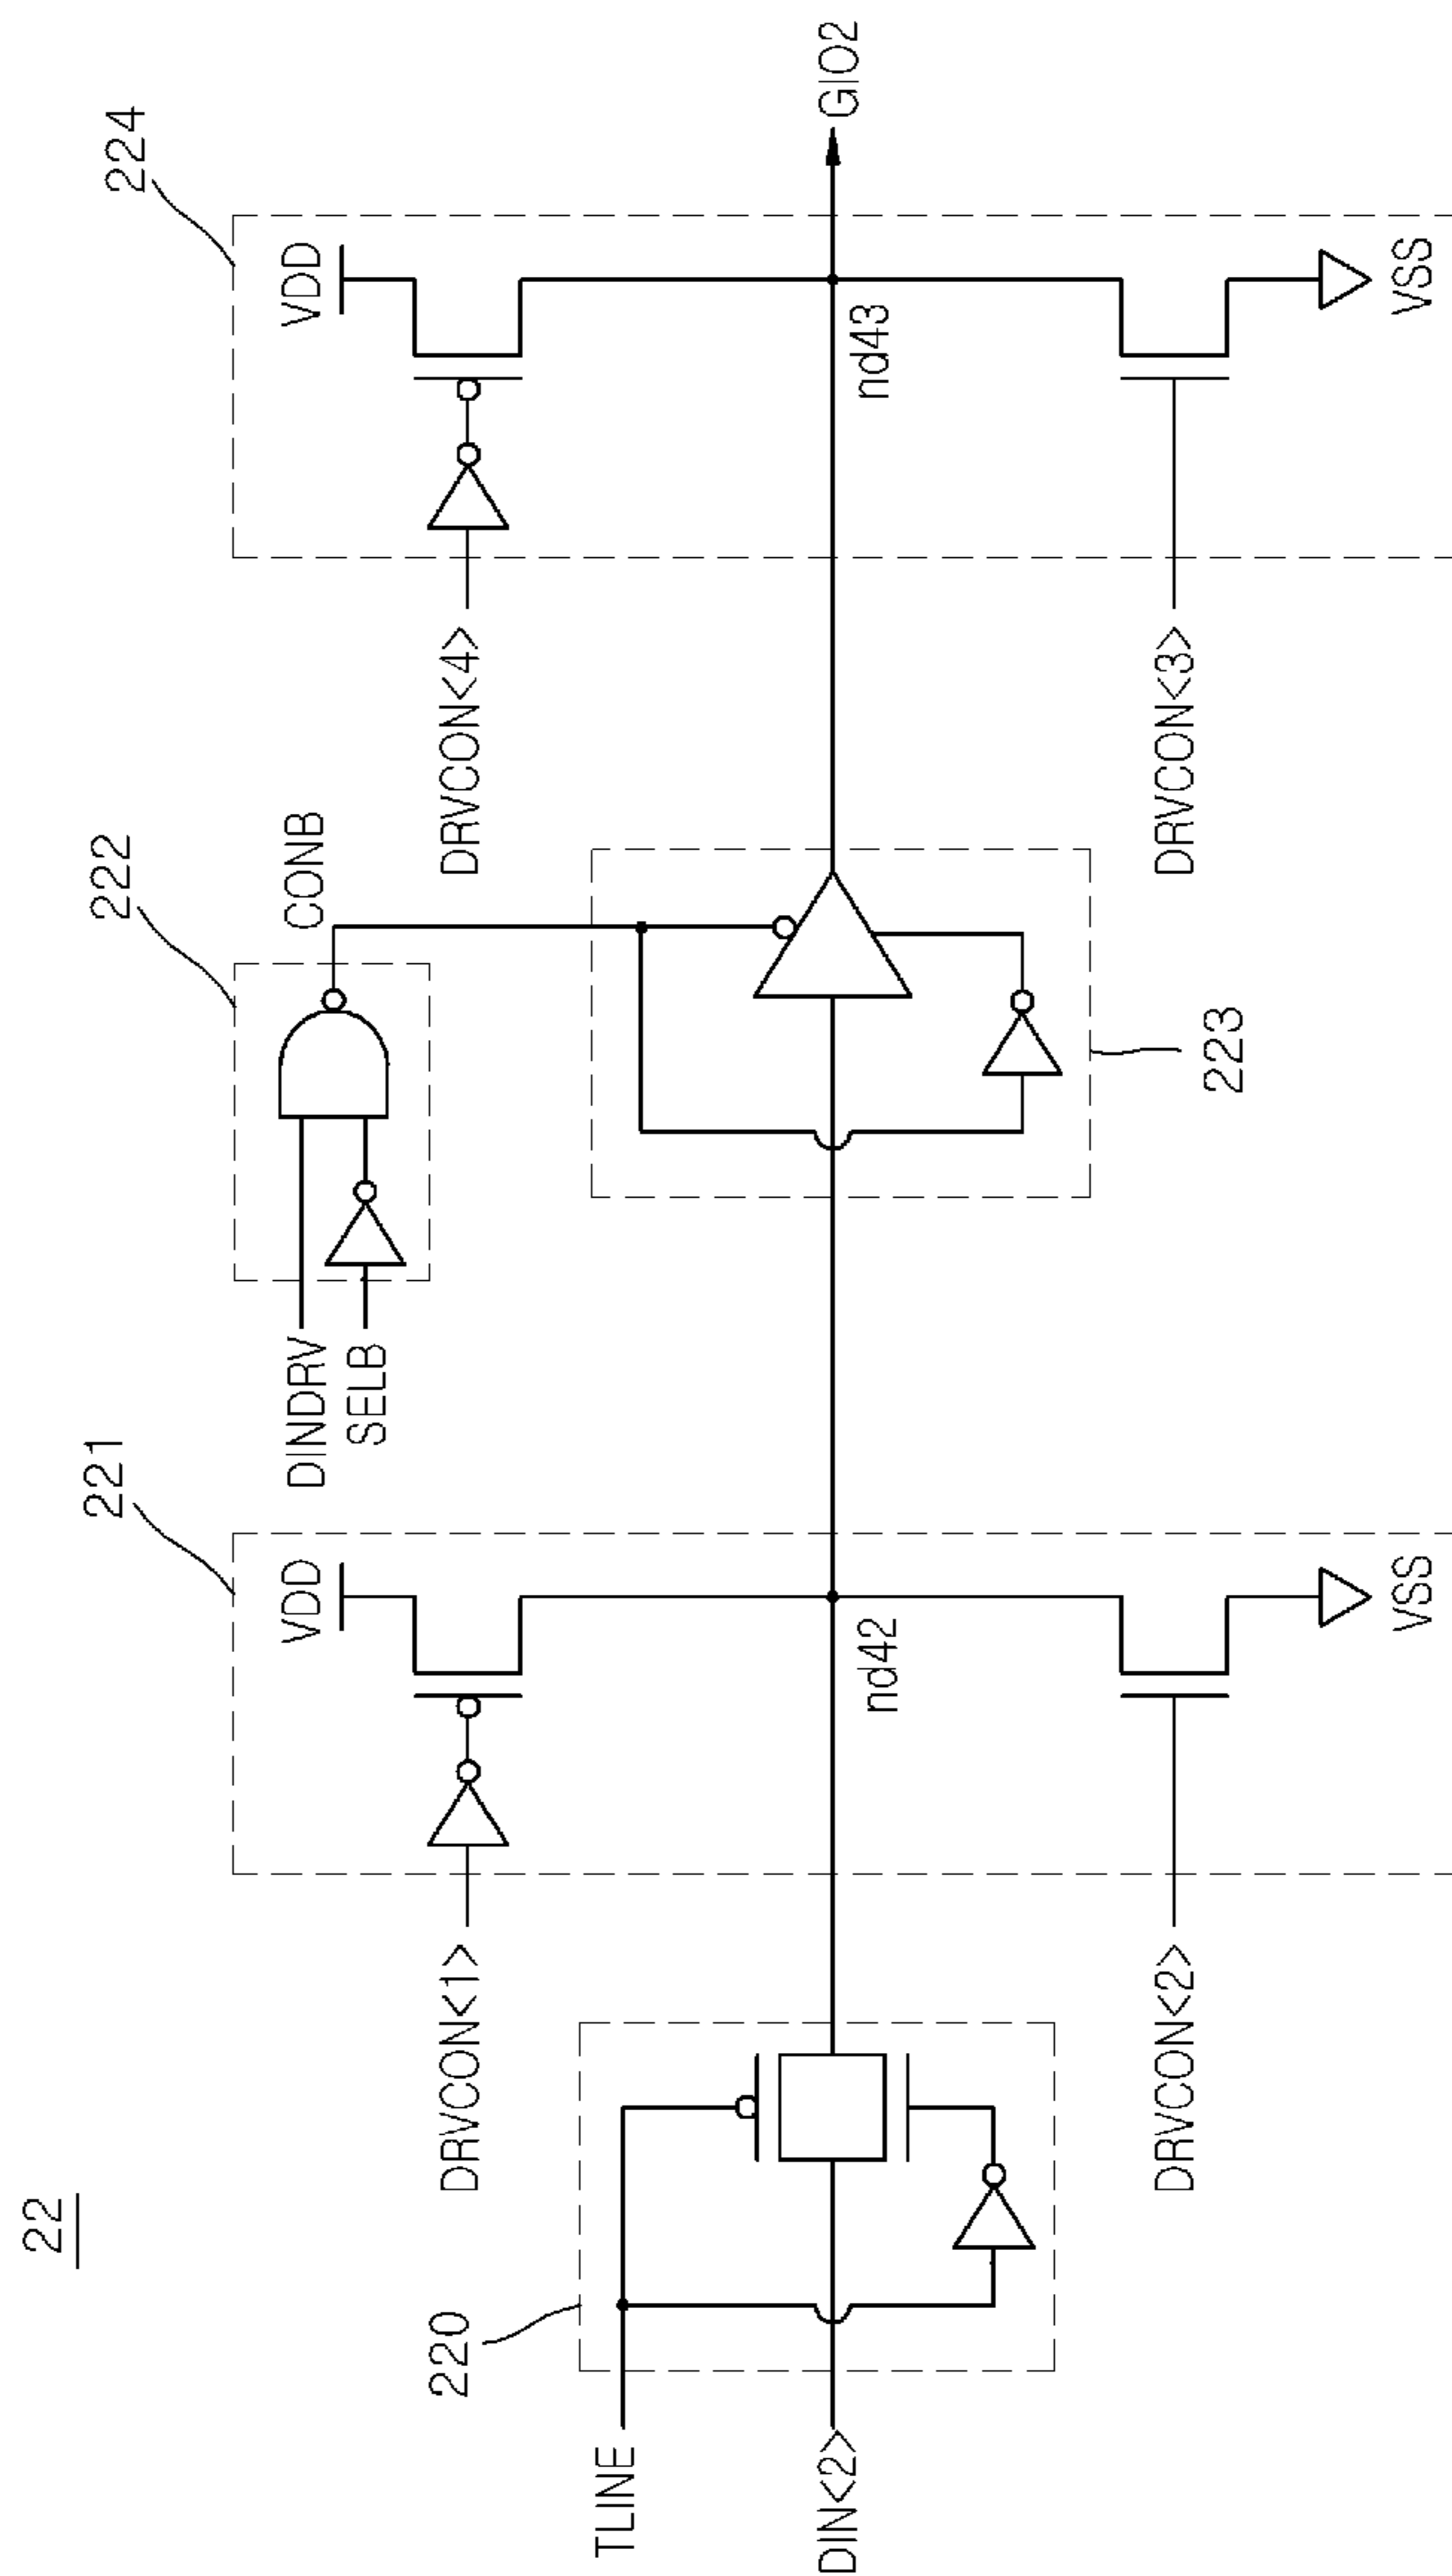 22
220
TLINE
DIN<2>
DRVCON<1>
DRVCON<2>
221
VDD
nd42
VSS
DINDRV
SELB
222
CONB
223
DRVCON<4>
DRVCON<3>
224
VDD
nd43
VSS
GIO2